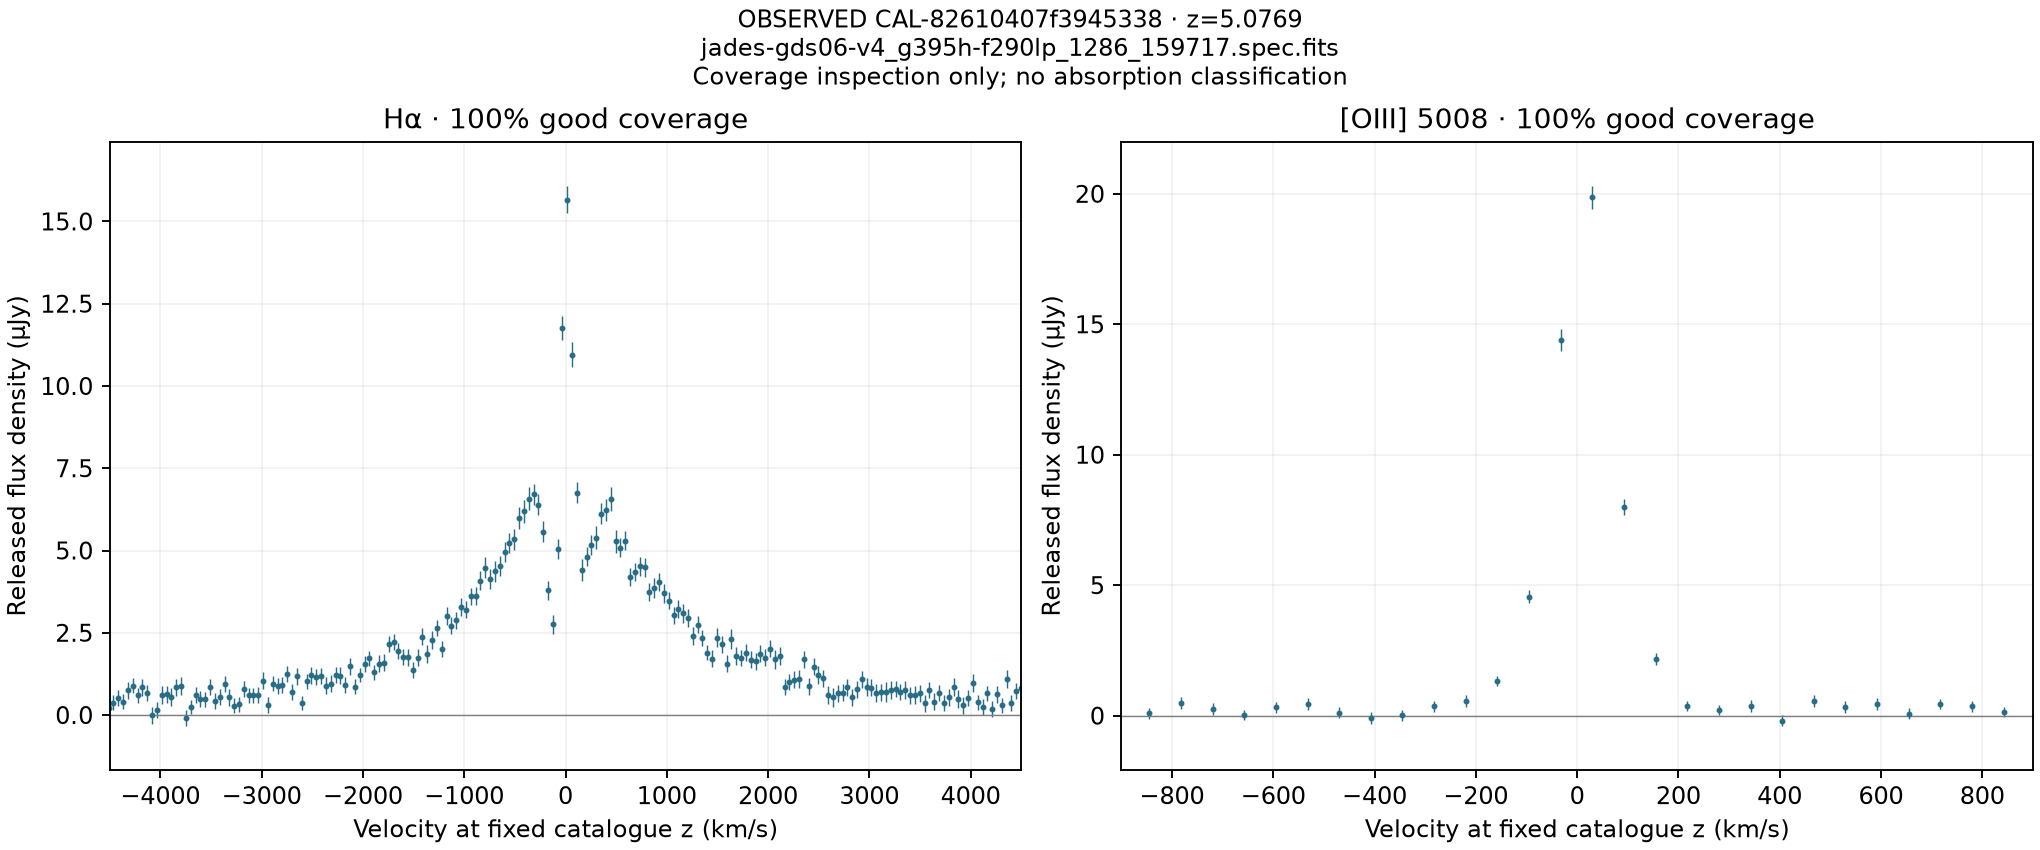 OBSERVED CAL-82610407f3945338 · z=5.0769
jades-gds06-v4_g395h-f290lp_1286_159717.spec.fits
Coverage inspection only; no absorption classification
Hα · 100% good coverage
Released flux density (μJy)
15.0
12.5
10.0
7.5
5.0
2.5
0.0
−4000 −3000 −2000 −1000 0 1000 2000 3000 4000
Velocity at fixed catalogue z (km/s)
[OIII] 5008 · 100% good coverage
Released flux density (μJy)
20
15
10
5
0
−800 −600 −400 −200 0 200 400 600 800
Velocity at fixed catalogue z (km/s)